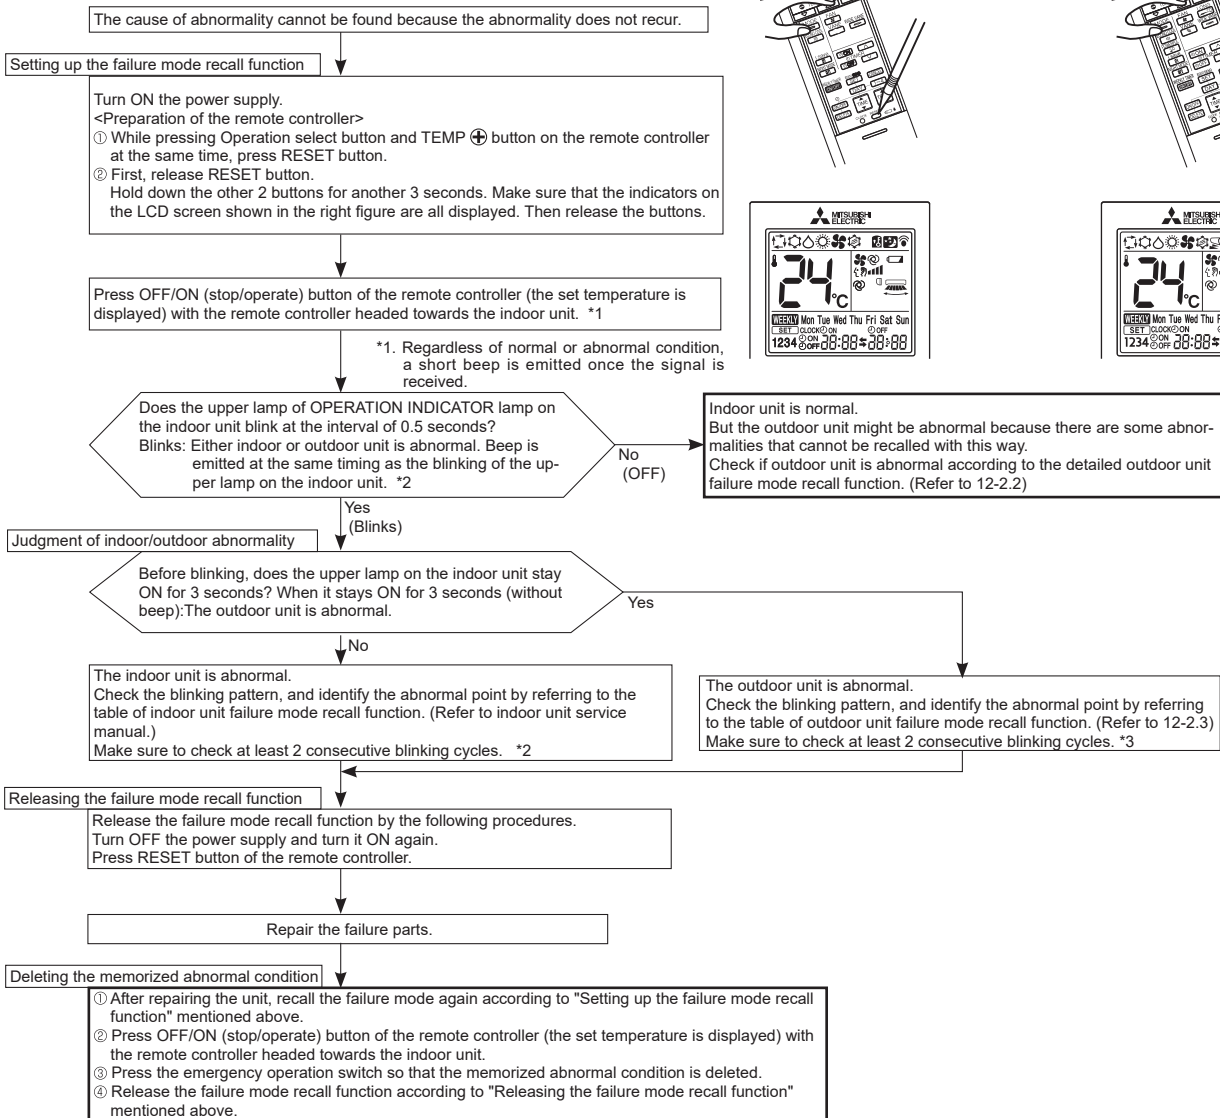 The cause of abnormality cannot be found because the abnormality does not recur.
Setting up the failure mode recall function
Turn ON the power supply.
<Preparation of the remote controller>
① While pressing Operation select button and TEMP ⊕ button on the remote controller
at the same time, press RESET button.
② First, release RESET button.
Hold down the other 2 buttons for another 3 seconds. Make sure that the indicators on
the LCD screen shown in the right figure are all displayed. Then release the buttons.
MITSUBISHI
ELECTRIC
24°C
WEEKLY Mon Tue Wed Thu Fri Sat Sun
SET CLOCK ON OFF
1234 ON OFF 88:88 88:88
MITSUBISHI
ELECTRIC
24°C
WEEKLY Mon Tue Wed Thu F
SET CLOCK ON
1234 ON OFF 88:88
Press OFF/ON (stop/operate) button of the remote controller (the set temperature is
displayed) with the remote controller headed towards the indoor unit. *1
*1. Regardless of normal or abnormal condition,
a short beep is emitted once the signal is
received.
Does the upper lamp of OPERATION INDICATOR lamp on
the indoor unit blink at the interval of 0.5 seconds?
Blinks: Either indoor or outdoor unit is abnormal. Beep is
emitted at the same timing as the blinking of the up-
per lamp on the indoor unit. *2
No
(OFF)
Indoor unit is normal.
But the outdoor unit might be abnormal because there are some abnor-
malities that cannot be recalled with this way.
Check if outdoor unit is abnormal according to the detailed outdoor unit
failure mode recall function. (Refer to 12-2.2)
Yes
(Blinks)
Judgment of indoor/outdoor abnormality
Before blinking, does the upper lamp on the indoor unit stay
ON for 3 seconds? When it stays ON for 3 seconds (without
beep):The outdoor unit is abnormal.
Yes
No
The indoor unit is abnormal.
Check the blinking pattern, and identify the abnormal point by referring to the
table of indoor unit failure mode recall function. (Refer to indoor unit service
manual.)
Make sure to check at least 2 consecutive blinking cycles. *2
The outdoor unit is abnormal.
Check the blinking pattern, and identify the abnormal point by referring
to the table of outdoor unit failure mode recall function. (Refer to 12-2.3)
Make sure to check at least 2 consecutive blinking cycles. *3
Releasing the failure mode recall function
Release the failure mode recall function by the following procedures.
Turn OFF the power supply and turn it ON again.
Press RESET button of the remote controller.
Repair the failure parts.
Deleting the memorized abnormal condition
① After repairing the unit, recall the failure mode again according to "Setting up the failure mode recall
function" mentioned above.
② Press OFF/ON (stop/operate) button of the remote controller (the set temperature is displayed) with
the remote controller headed towards the indoor unit.
③ Press the emergency operation switch so that the memorized abnormal condition is deleted.
④ Release the failure mode recall function according to "Releasing the failure mode recall function"
mentioned above.